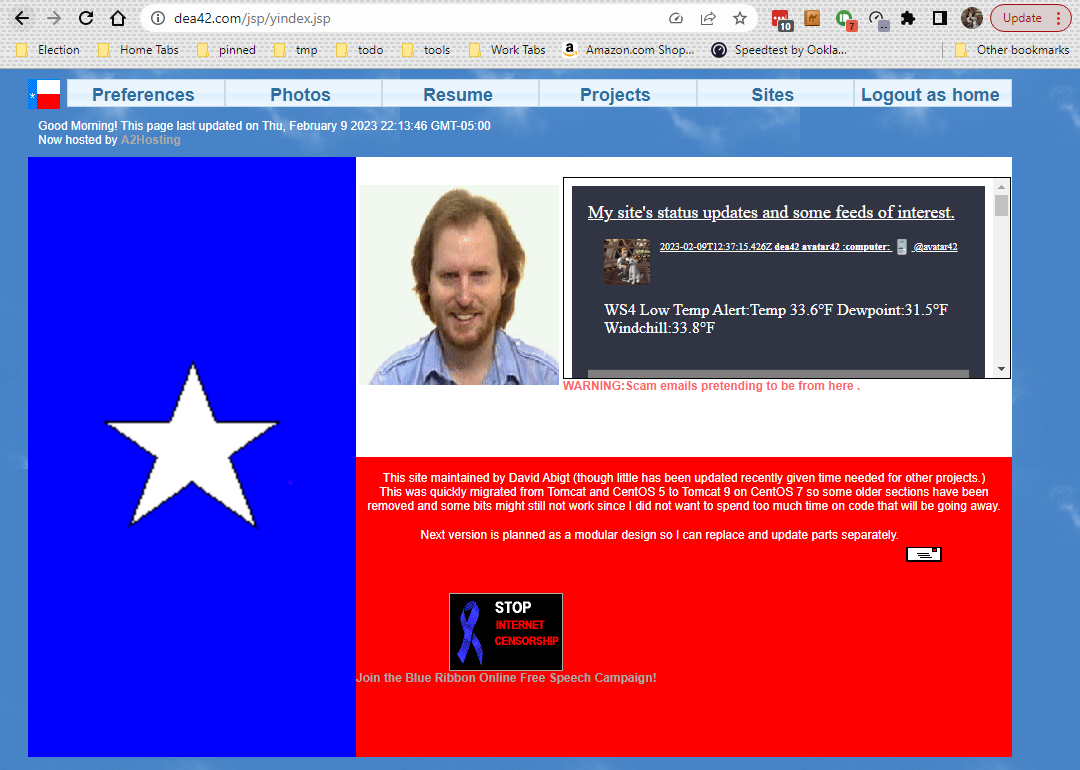 dea42.com/jsp/yindex.jsp
10
7
--
Update
Election
Home Tabs
pinned
tmp
todo
tools
Work Tabs
a
Amazon.com Shop...
Speedtest by Ookla...
Other bookmarks
*
Preferences
Photos
Resume
Projects
Sites
Logout as home
Good Morning! This page last updated on Thu, February 9 2023 22:13:46 GMT-05:00
Now hosted by A2Hosting
My site's status updates and some feeds of interest.
2023-02-09T12:37:15.426Z dea42 avatar42 :computer: @avatar42
WS4 Low Temp Alert:Temp 33.6°F Dewpoint:31.5°F
Windchill:33.8°F
WARNING:Scam emails pretending to be from here .
This site maintained by David Abigt (though little has been updated recently given time needed for other projects.)
This was quickly migrated from Tomcat and CentOS 5 to Tomcat 9 on CentOS 7 so some older sections have been
removed and some bits might still not work since I did not want to spend too much time on code that will be going away.
Next version is planned as a modular design so I can replace and update parts separately.
STOP
INTERNET
CENSORSHIP
Join the Blue Ribbon Online Free Speech Campaign!